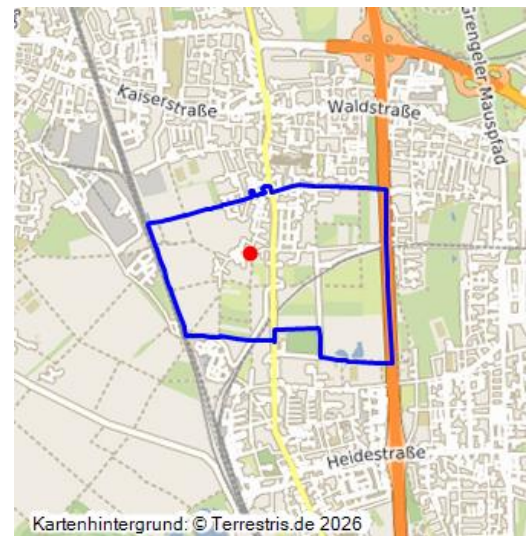 Kaiserstraße
Waldstraße
Grengeler Mauspfad
Heidestraße
Kartenhintergrund: © Terrestris.de 2026